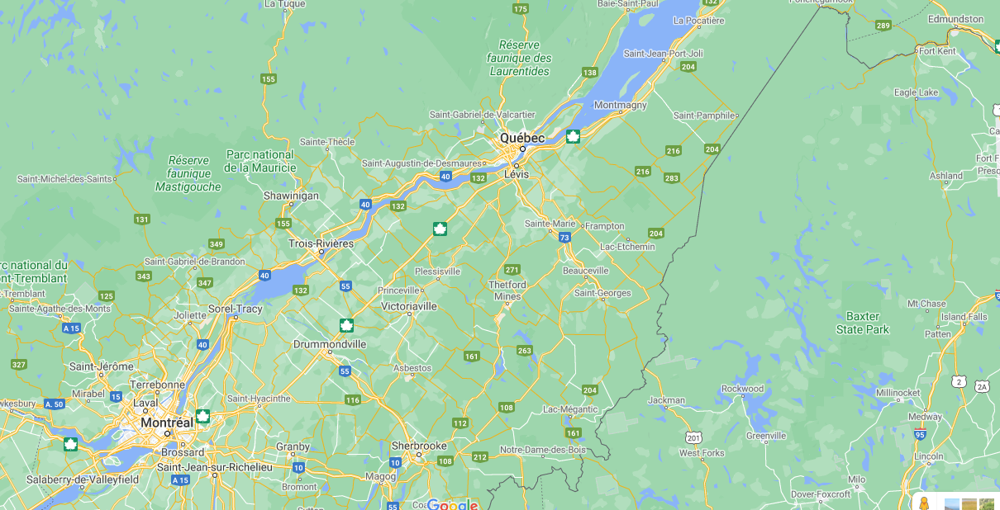 La Tuque
175
Baie-Saint-Paul
132
La Pocatière
289
Edmundston
Réserve
faunique des
Laurentides
Saint-Jean-Port-Joli
204
Fort Kent
155
138
Eagle Lake
Saint-Gabriel-de-Valcartier
Montmagny
Saint-Pamphile
Québec
Sainte-Thècle
Parc national
de la Mauricie
Réserve
faunique
Mastigouche
216
204
Saint-Augustin-de-Desmaures
Lévis
40
132
216
283
Saint-Michel-des-Saints
Ashland
Shawinigan
40
132
131
155
Sainte-Marie
Frampton
73
204
Lac-Etchemin
349
Trois-Rivières
Saint-Gabriel-de-Brandon
343
347
40
132
55
Plessisville
271
Beauceville
Thetford
Mines
Princeville
Saint-Georges
125
Sainte-Agathe-des-Monts
Sorel-Tracy
Joliette
Victoriaville
Mt Chase
Island Falls
Patten
Baxter
State Park
A 15
40
Drummondville
161
263
327
Saint-Jérôme
55
Asbestos
2
2A
Terrebonne
Mirabel
15
Laval
A. 50
Saint-Hyacinthe
116
204
108
Lac-Mégantic
Jackman
Rockwood
Millinocket
Medway
Montréal
112
161
201
Greenville
95
Brossard
Granby
Sherbrooke
108
212
Notre-Dame-des-Bois
West Forks
Lincoln
Saint-Jean-sur-Richelieu
10
10
Salaberry-de-Valleyfield
A 15
Magog
Bromont
Milo
Dover-Foxcroft
55
Google